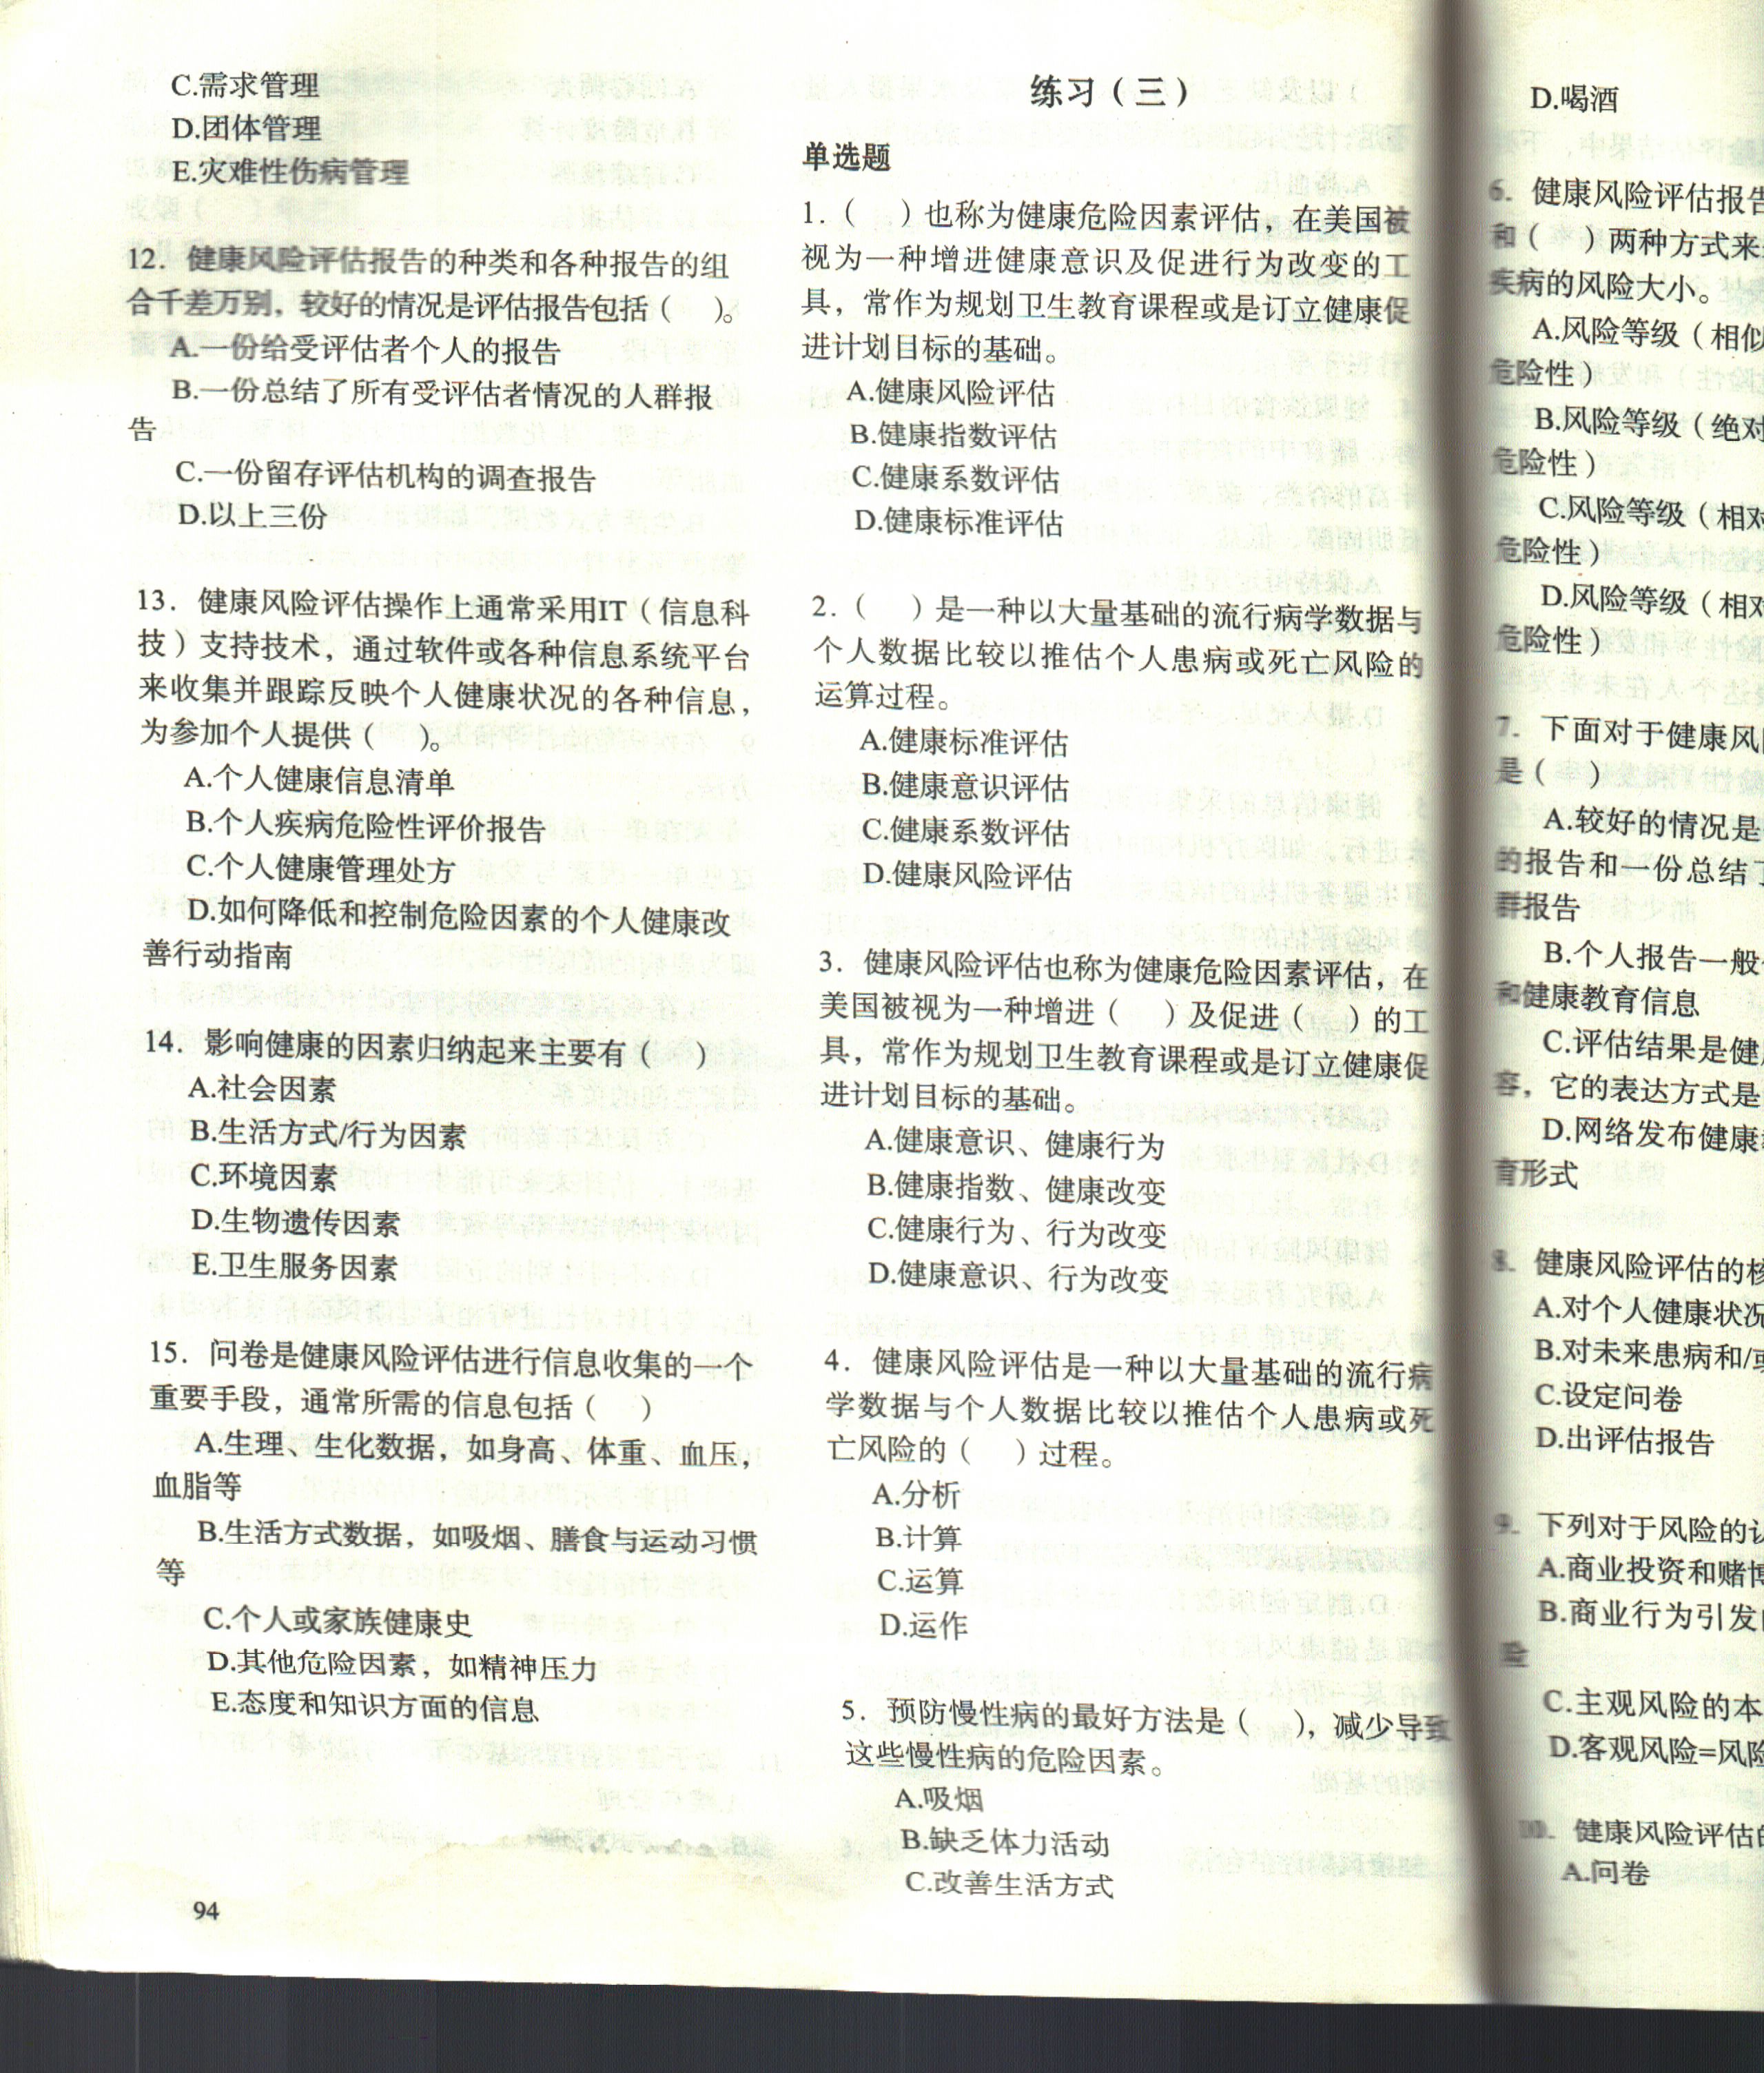 C.需求管理
D.团体管理
E.灾难性伤病管理
12. 健康风险评估报告的种类和各种报告的组
合千差万别，较好的情况是评估报告包括（ ）。
A.一份给受评估者个人的报告
B.一份总结了所有受评估者情况的人群报
告
C.一份留存评估机构的调查报告
D.以上三份
13. 健康风险评估操作上通常采用IT（信息科
技）支持技术，通过软件或各种信息系统平台
来收集并跟踪反映个人健康状况的各种信息，
为参加个人提供（ ）。
A.个人健康信息清单
B.个人疾病危险性评价报告
C.个人健康管理处方
D.如何降低和控制危险因素的个人健康改
善行动指南
14. 影响健康的因素归纳起来主要有（ ）
A.社会因素
B.生活方式/行为因素
C.环境因素
D.生物遗传因素
E.卫生服务因素
15. 问卷是健康风险评估进行信息收集的一个
重要手段，通常所需的信息包括（ ）
A.生理、生化数据，如身高、体重、血压，
血脂等
B.生活方式数据，如吸烟、膳食与运动习惯
等
C.个人或家族健康史
D.其他危险因素，如精神压力
E.态度和知识方面的信息
94
练习（三）
单选题
1.（ ）也称为健康危险因素评估，在美国被
视为一种增进健康意识及促进行为改变的工
具，常作为规划卫生教育课程或是订立健康促
进计划目标的基础。
A.健康风险评估
B.健康指数评估
C.健康系数评估
D.健康标准评估
2.（ ）是一种以大量基础的流行病学数据与
个人数据比较以推估个人患病或死亡风险的
运算过程。
A.健康标准评估
B.健康意识评估
C.健康系数评估
D.健康风险评估
3. 健康风险评估也称为健康危险因素评估，在
美国被视为一种增进（ ）及促进（ ）的工
具，常作为规划卫生教育课程或是订立健康促
进计划目标的基础。
A.健康意识、健康行为
B.健康指数、健康改变
C.健康行为、行为改变
D.健康意识、行为改变
4. 健康风险评估是一种以大量基础的流行病
学数据与个人数据比较以推估个人患病或死
亡风险的（ ）过程。
A.分析
B.计算
C.运算
D.运作
5. 预防慢性病的最好方法是（ ），减少导致
这些慢性病的危险因素。
A.吸烟
B.缺乏体力活动
C.改善生活方式
D.喝酒
6. 健康风险评估报告
和（ ）两种方式来
疾病的风险大小。
A.风险等级（相似
危险性）
B.风险等级（绝对
危险性）
C.风险等级（相对
危险性）
D.风险等级（相对
危险性）
7. 下面对于健康风
是（ ）
A.较好的情况是
的报告和一份总结了
群报告
B.个人报告一般
和健康教育信息
C.评估结果是健
容，它的表达方式是
D.网络发布健康
育形式
8. 健康风险评估的核
A.对个人健康状况
B.对未来患病和/或
C.设定问卷
D.出评估报告
9. 下列对于风险的认
A.商业投资和赌博
B.商业行为引发
险
C.主观风险的本
D.客观风险=风险
10. 健康风险评估的
A.问卷